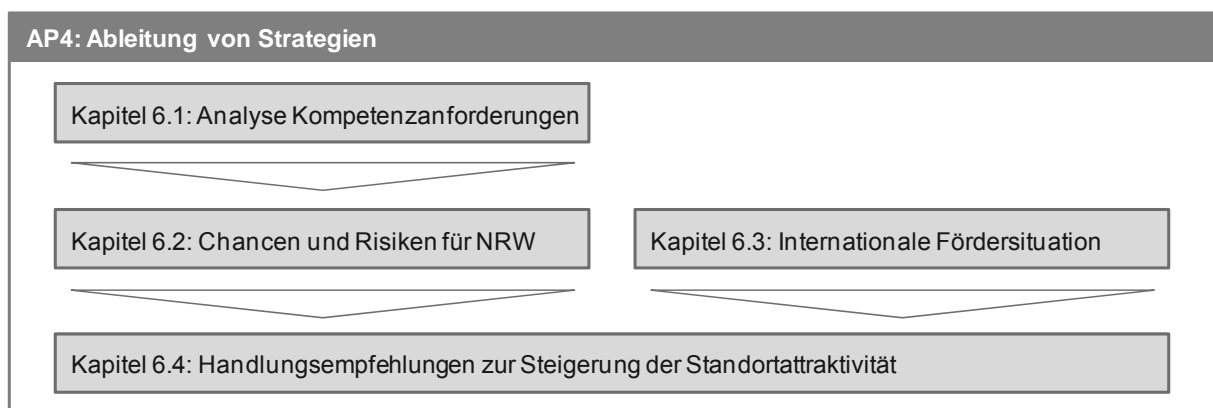 AP4: Ableitung von Strategien
Kapitel 6.1: Analyse Kompetenzanforderungen
Kapitel 6.2: Chancen und Risiken für NRW
Kapitel 6.3: Internationale Fördersituation
Kapitel 6.4: Handlungsempfehlungen zur Steigerung der Standortattraktivität